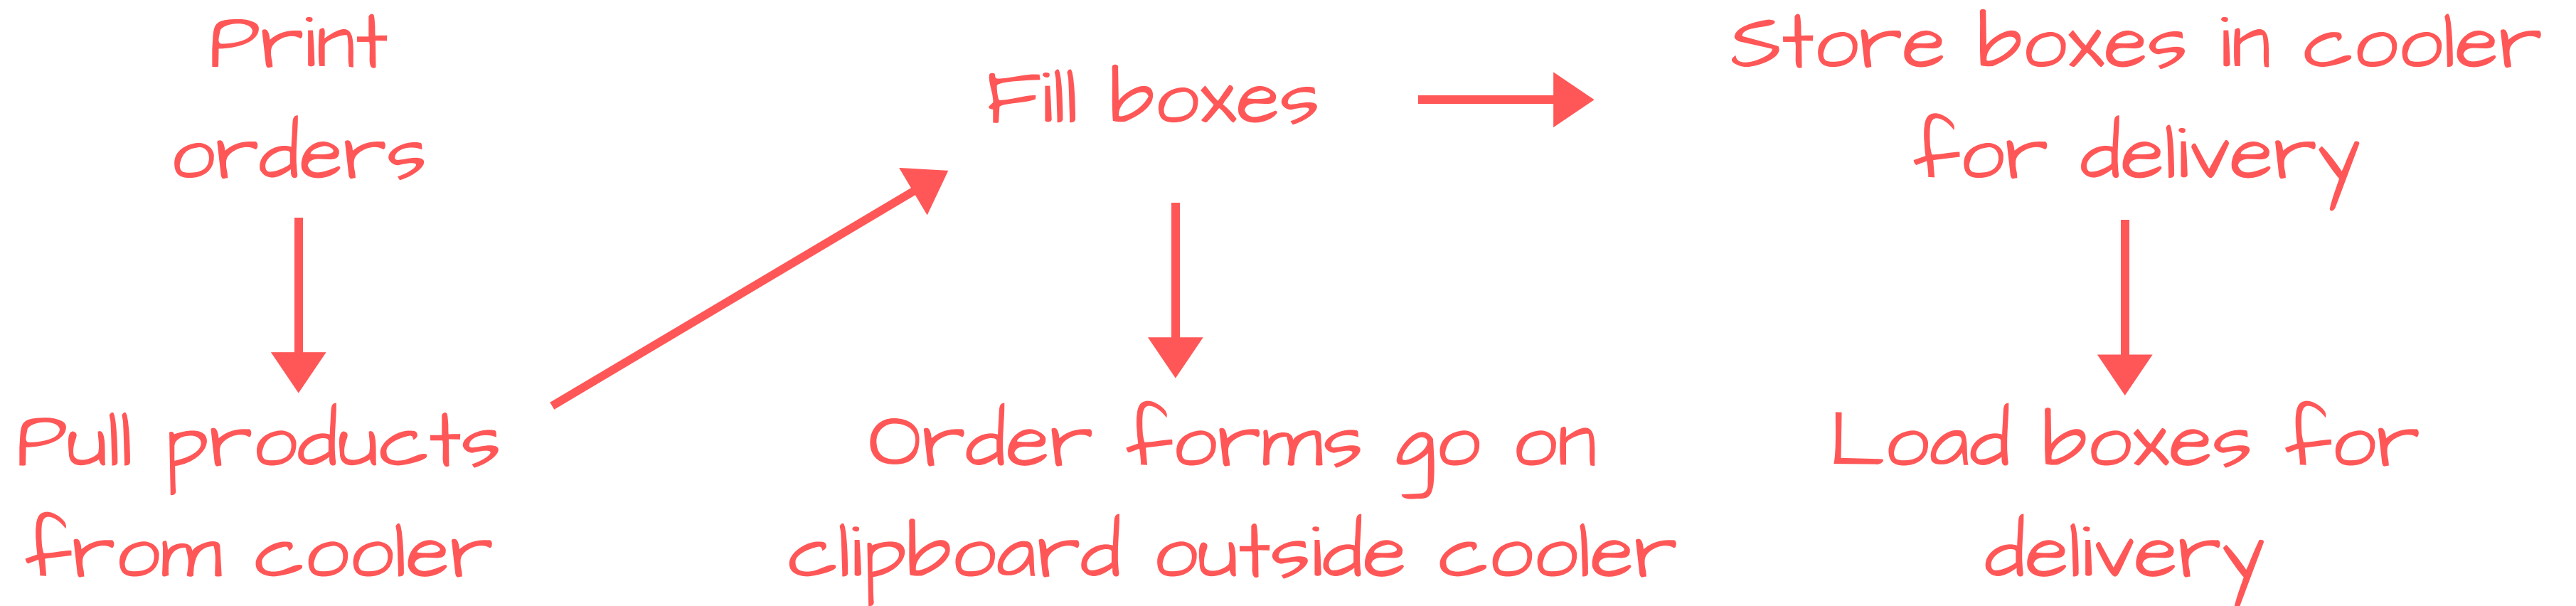 Print
orders
Pull products
from cooler
Fill boxes
Order forms go on
clipboard outside cooler
Store boxes in cooler
for delivery
Load boxes for
delivery